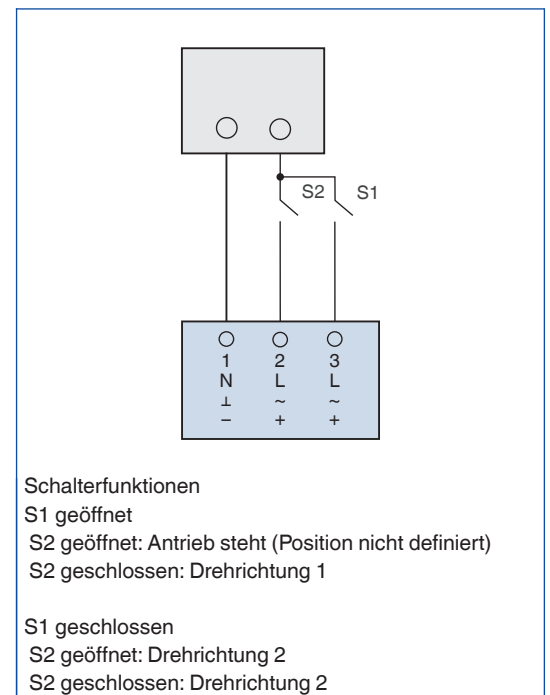 S2 S1
1 2 3
N L L
⊥ ~ ~
– + +
Schalterfunktionen
S1 geöffnet
S2 geöffnet: Antrieb steht (Position nicht definiert)
S2 geschlossen: Drehrichtung 1
S1 geschlossen
S2 geöffnet: Drehrichtung 2
S2 geschlossen: Drehrichtung 2